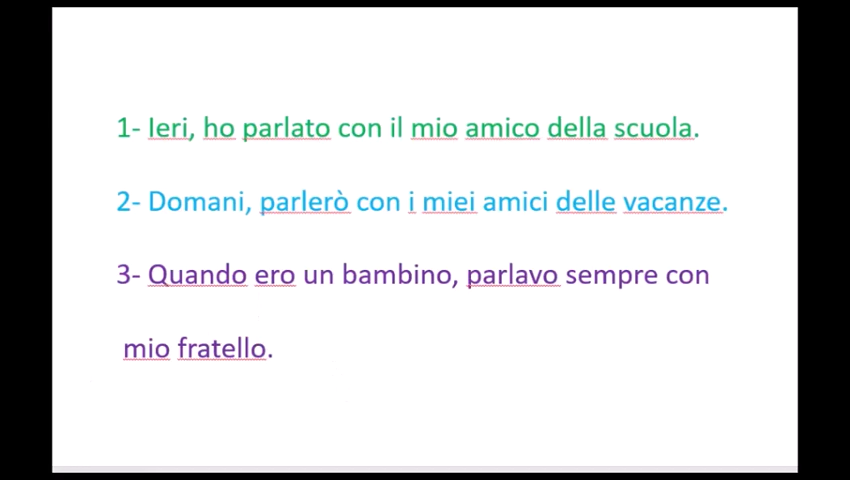 1- Ieri, ho parlato con il mio amico della scuola.
2- Domani, parlerò con i miei amici delle vacanze.
3- Quando ero un bambino, parlavo sempre con
mio fratello.